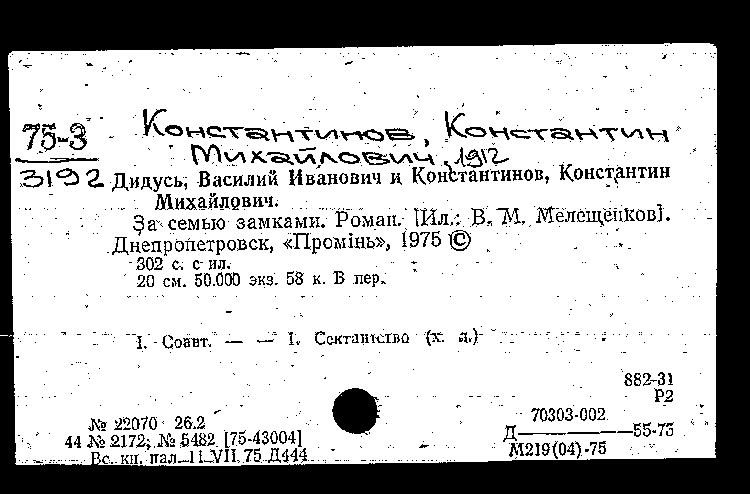 75-3
3192
Константинов, Константин
Михайлович, 1912
Дидусь, Василий Иванович и Константинов, Константин
Михайлович.
За семью замками. Роман. [Ил.: В. М. Мелещенков].
Днепропетровск, «Промінь», 1975 ©
302 с. с ил.
20 см. 50.000 экз. 58 к. В пер.
I. Соавт. — — 1. Сектантство (х. л.)
882-31
Р2
№ 22070 26.2
44 № 2172; № 5482 [75-43004]
Вс. кн. пал. 11 VII 75 Д444
70303-002
Д———55-75
М219(04)-75